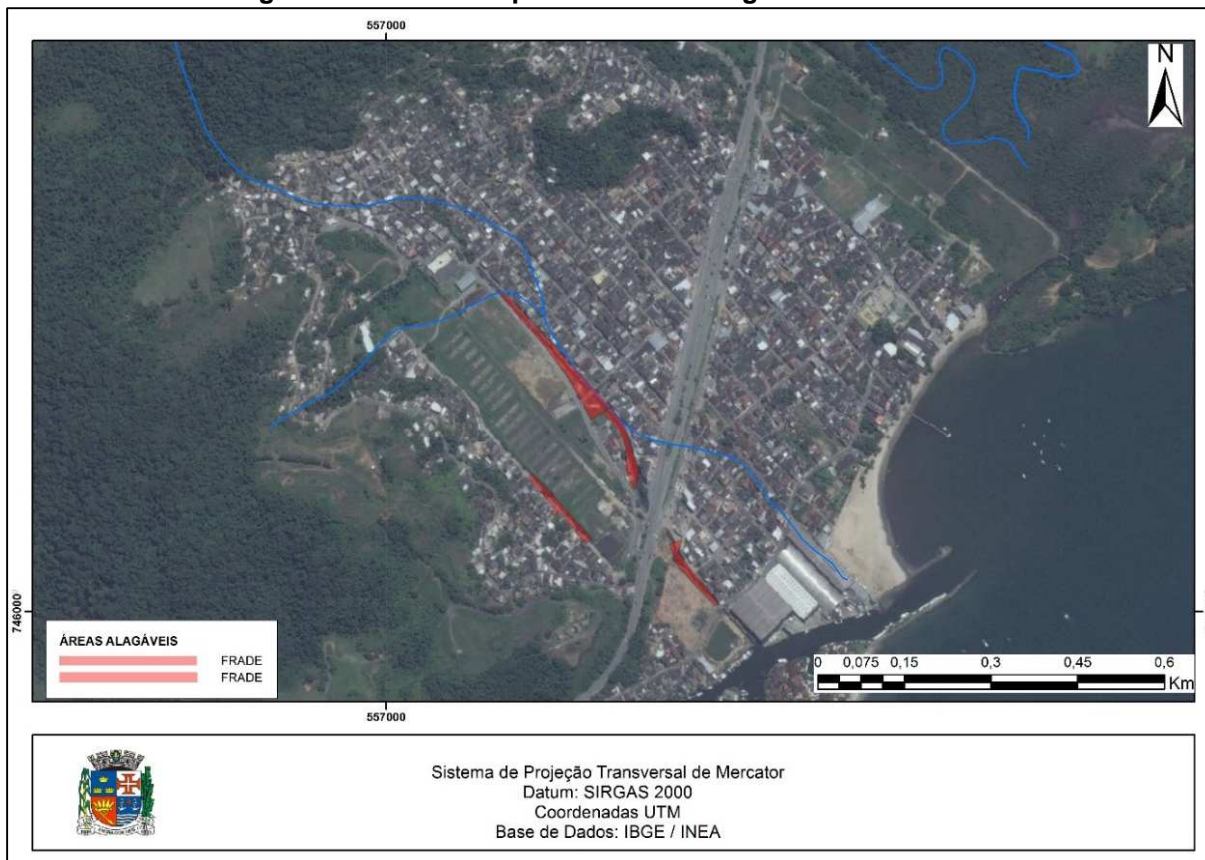 557000
N
746000
ÁREAS ALAGÁVEIS
FRADE
FRADE
0 0,075 0,15 0,3 0,45 0,6
Km
557000
Sistema de Projeção Transversal de Mercator
Datum: SIRGAS 2000
Coordenadas UTM
Base de Dados: IBGE / INEA